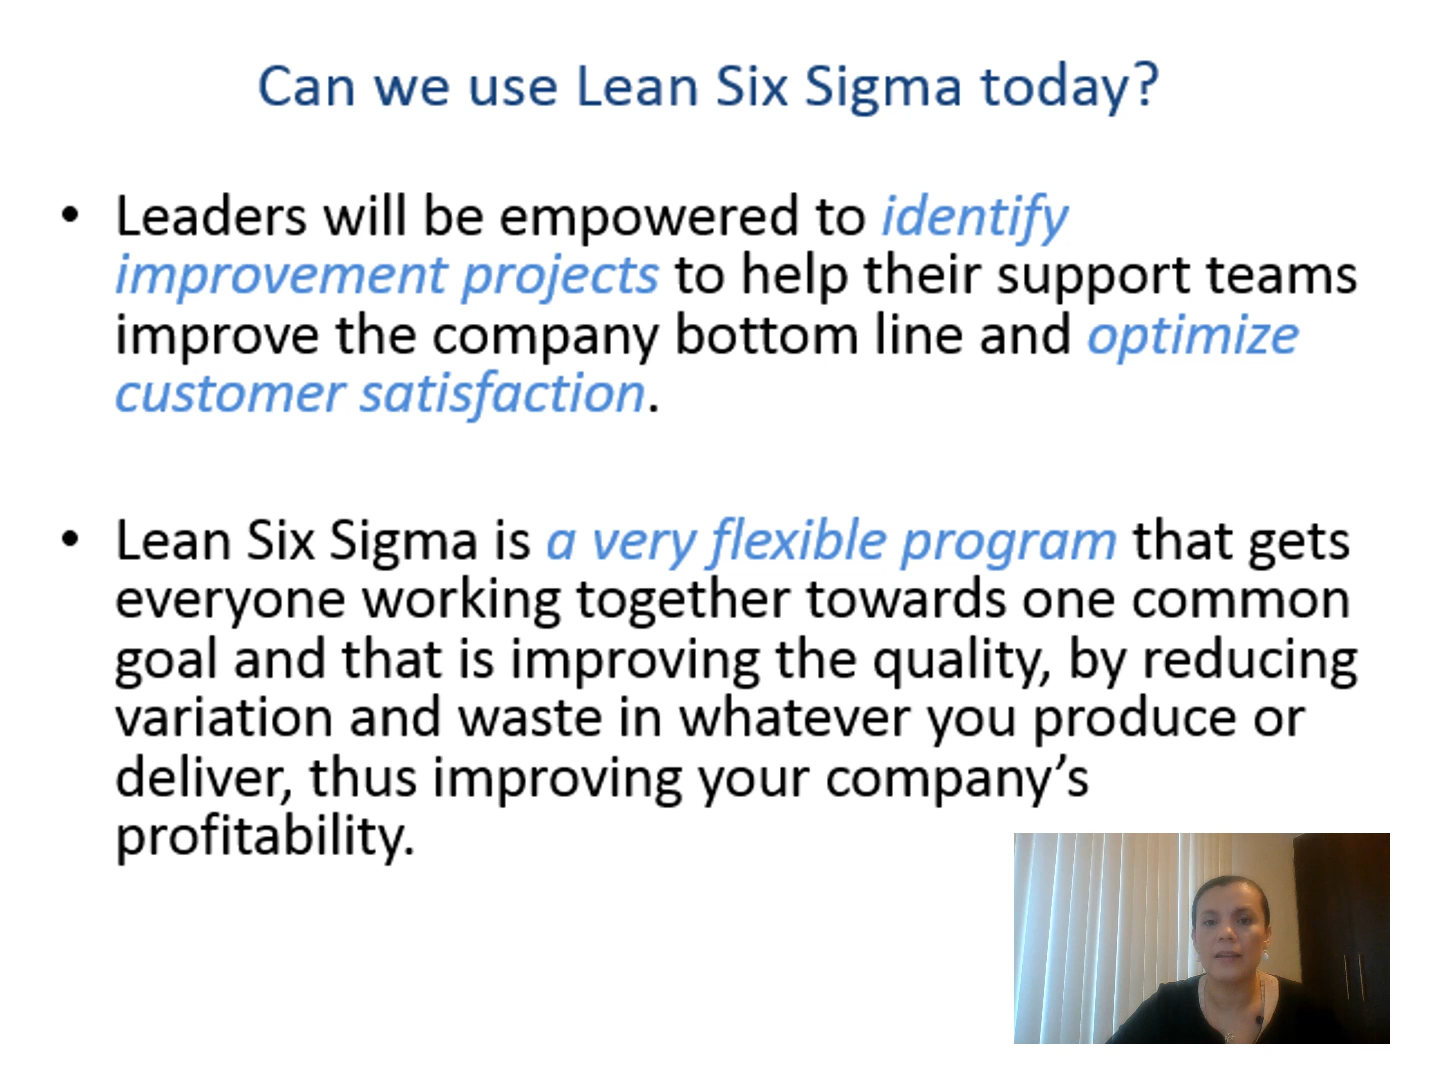 Can we use Lean Six Sigma today?
• Leaders will be empowered to identify
improvement projects to help their support teams
improve the company bottom line and optimize
customer satisfaction.
• Lean Six Sigma is a very flexible program that gets
everyone working together towards one common
goal and that is improving the quality, by reducing
variation and waste in whatever you produce or
deliver, thus improving your company’s
profitability.